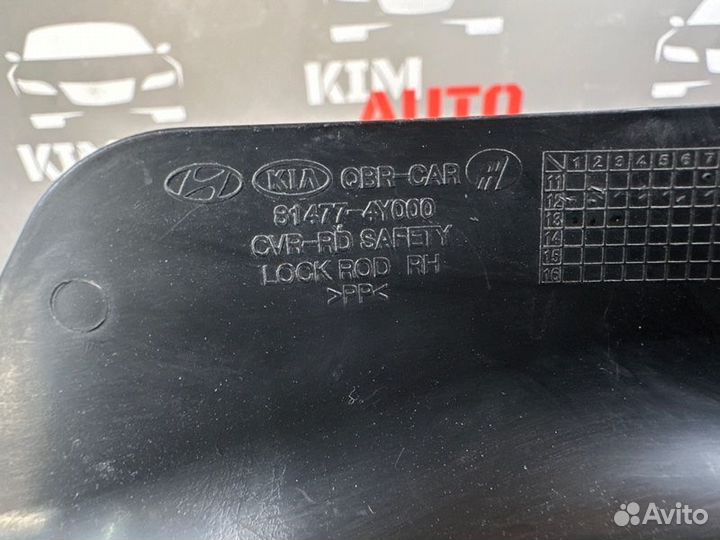 KIM AUTO
KIM
KIA QBR-CAR
81477-4Y000
CVR-RD SAFETY
LOCK ROD RH
>PP<
1 2 3 4 5 6 7
11
12
13
14
15
16
Avito